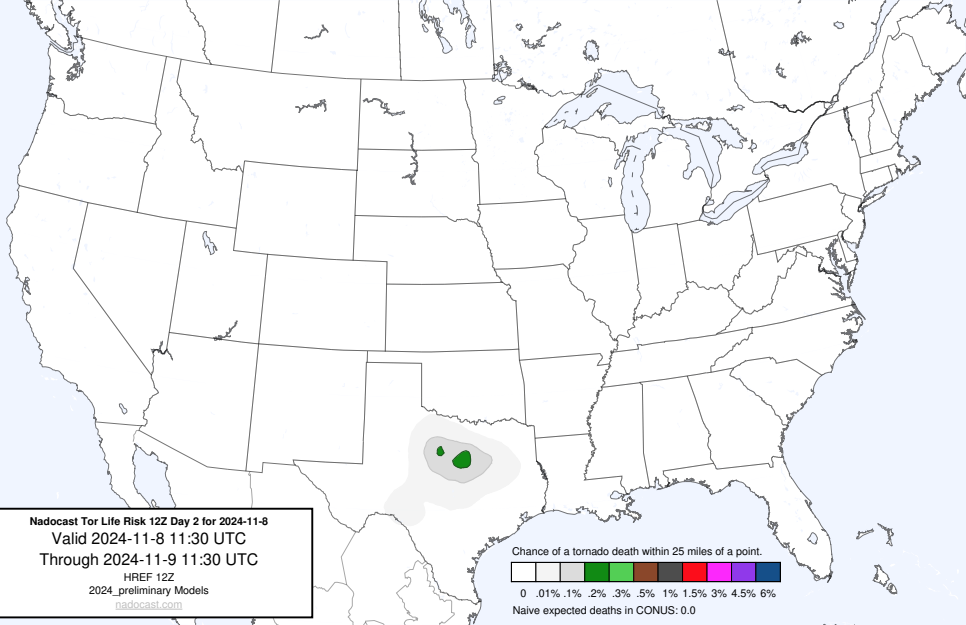 Nadocast Tor Life Risk 12Z Day 2 for 2024-11-8
Valid 2024-11-8 11:30 UTC
Through 2024-11-9 11:30 UTC
HREF 12Z
2024_preliminary Models
nadocast.com
Chance of a tornado death within 25 miles of a point.
0 .01% .1% .2% .3% .5% 1% 1.5% 3% 4.5% 6%
Naive expected deaths in CONUS: 0.0